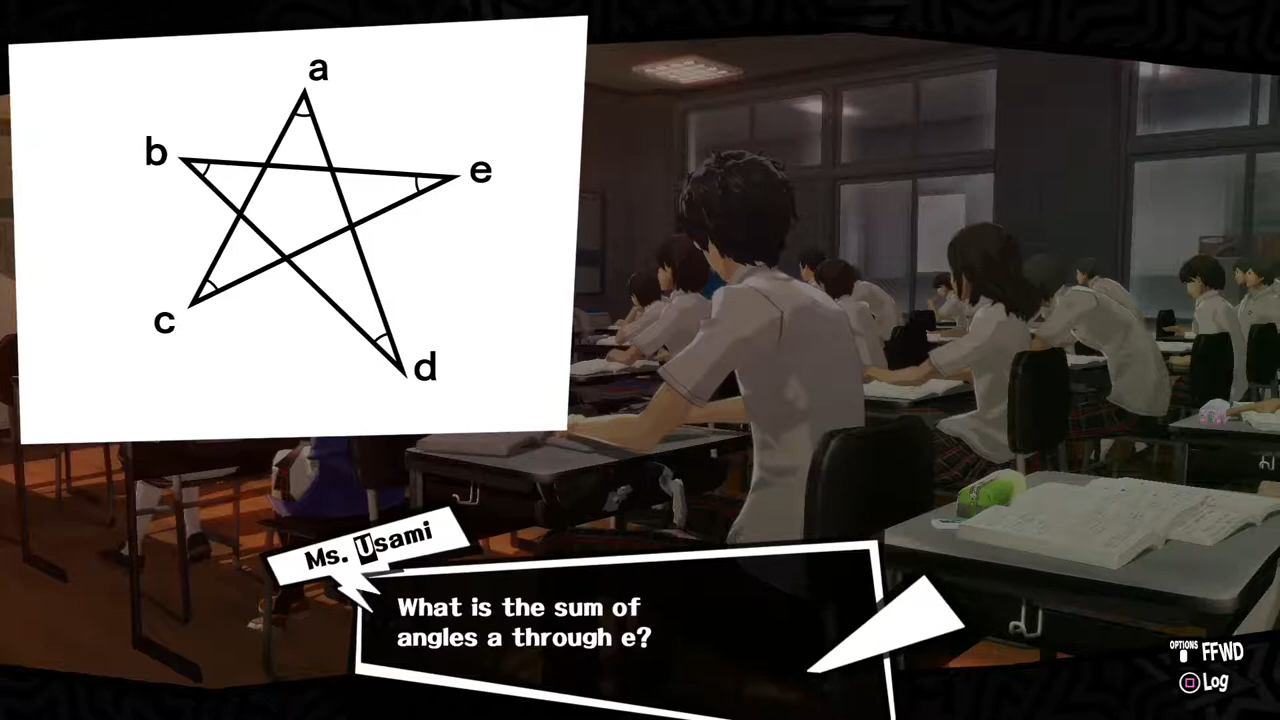 a
b
e
c
d
Ms. Usami
What is the sum of
angles a through e?
OPTIONS FFWD
Log